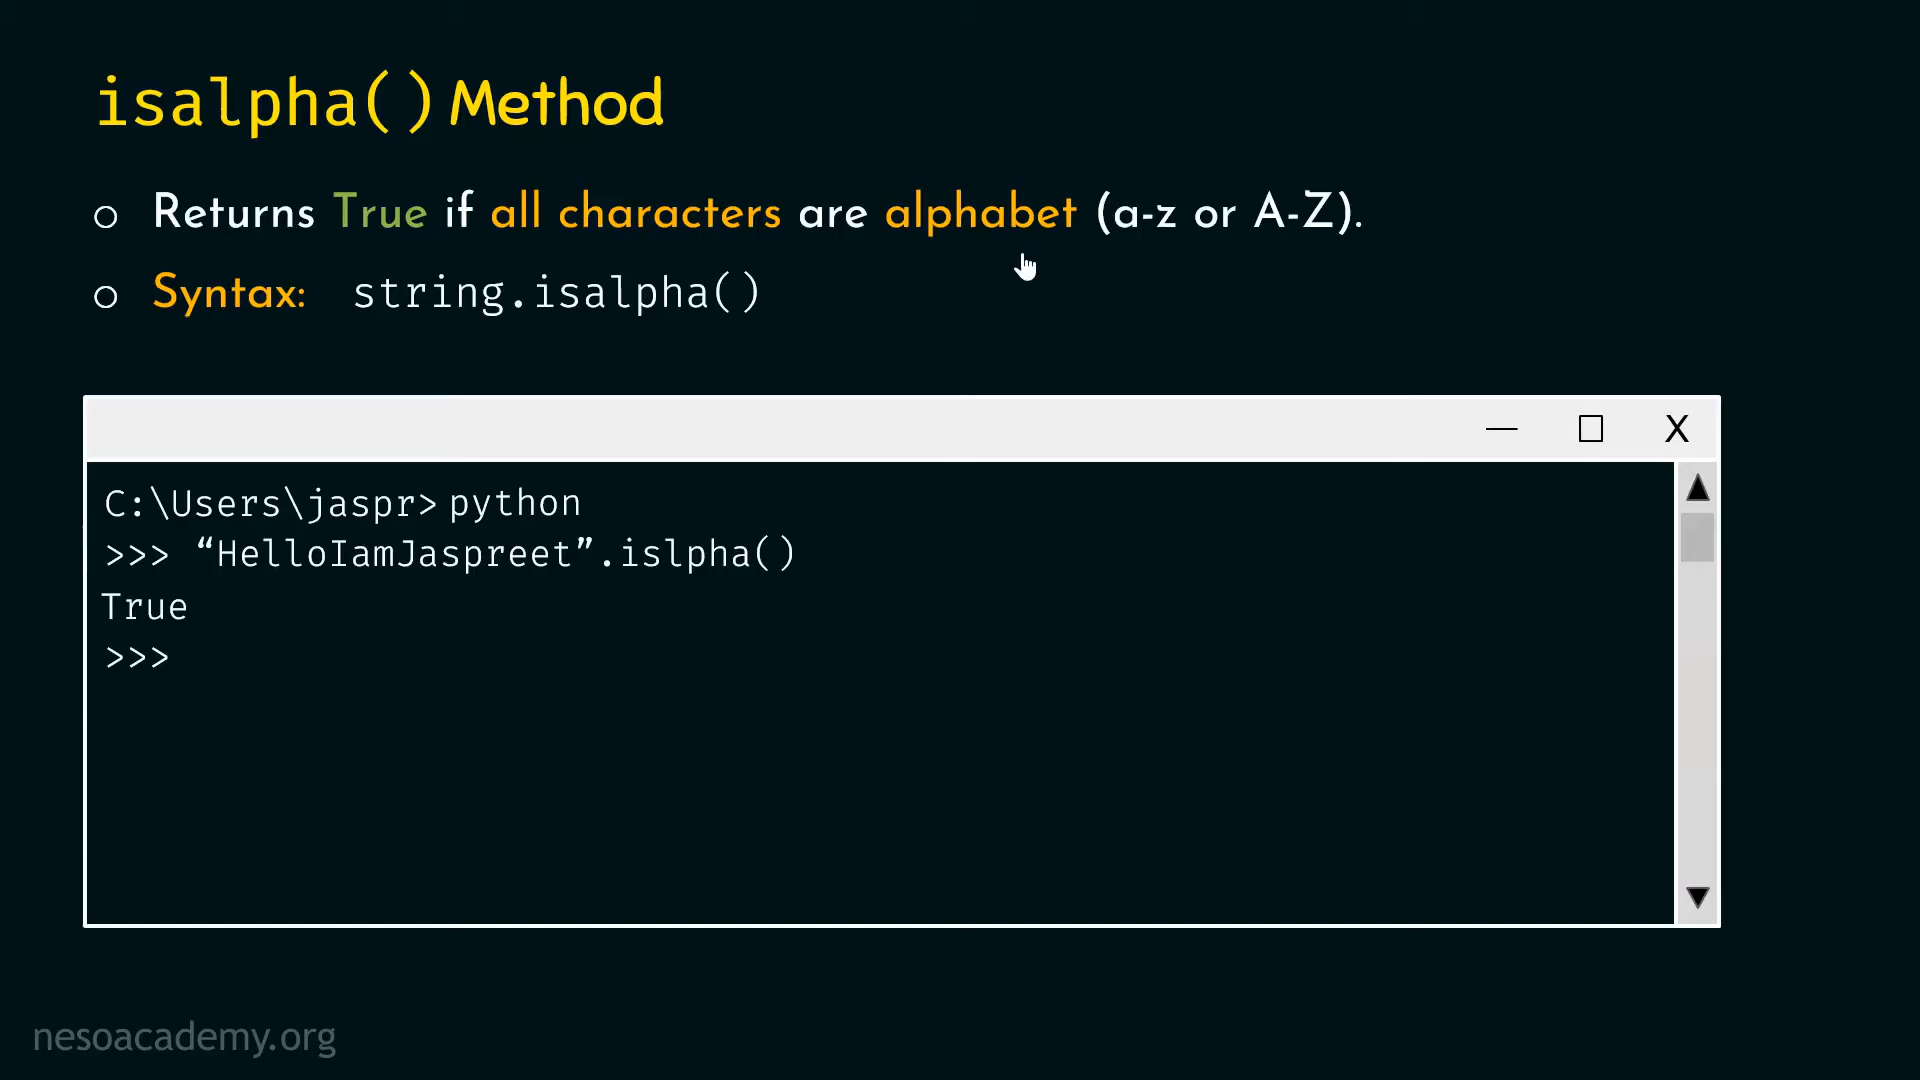 isalpha() Method
Returns True if all characters are alphabet (a-z or A-Z).
Syntax: string.isalpha()
X
C:\Users\jaspr> python
>>> “HelloIamJaspreet”.islpha()
True
>>>
nesoacademy.org